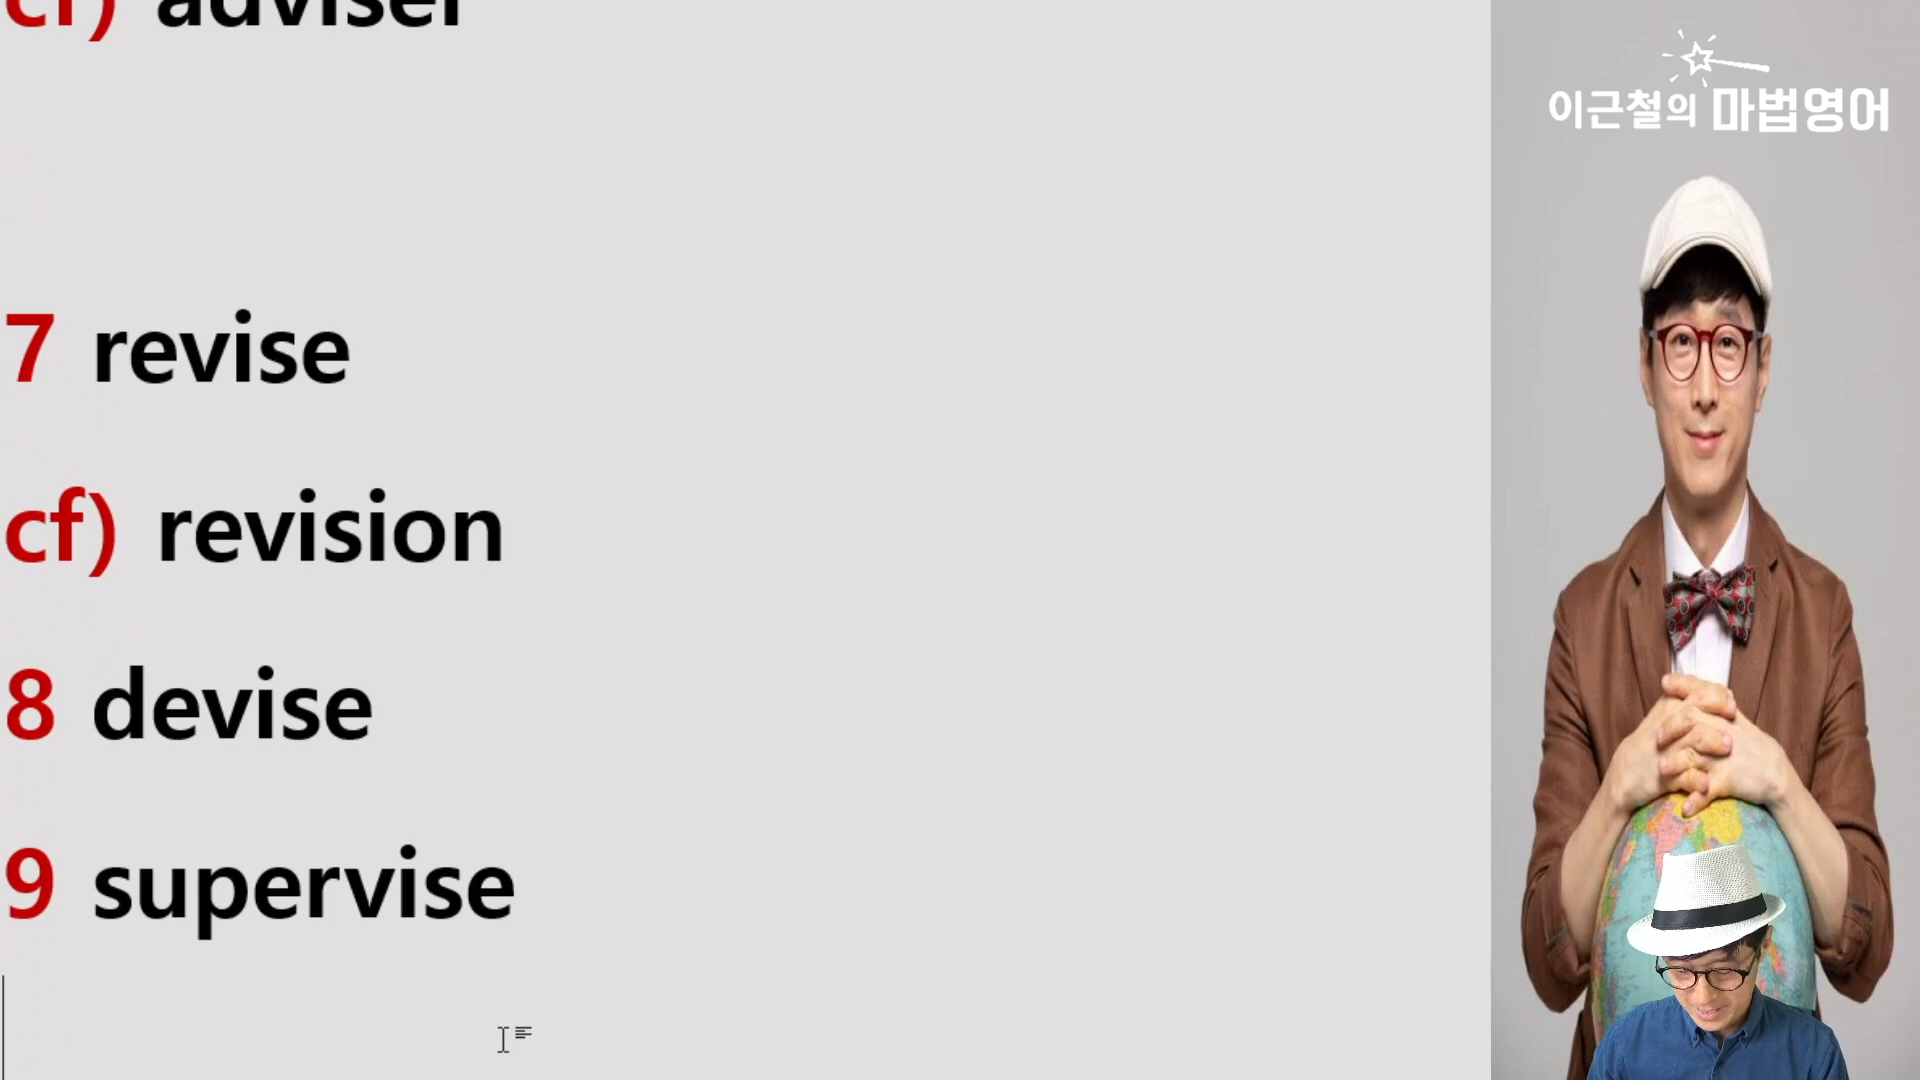 cf) adviser
이근철의 마법영어
7 revise
cf) revision
8 devise
9 supervise